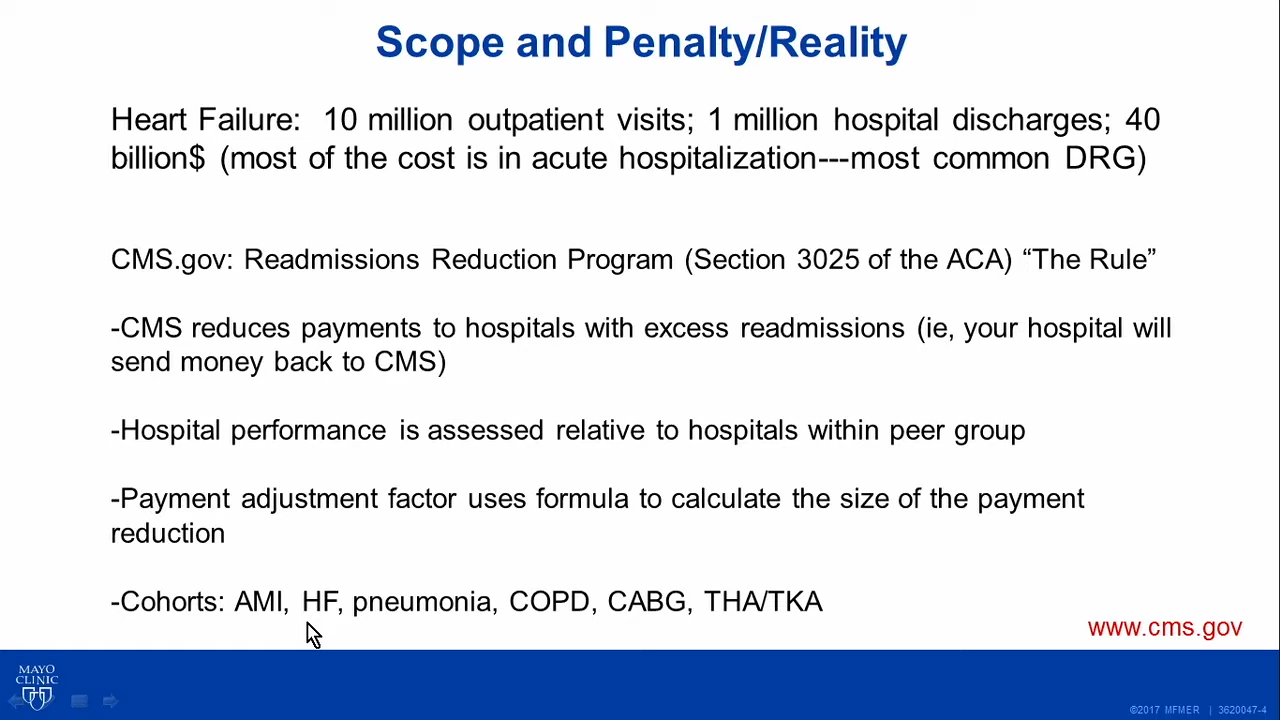 Scope and Penalty/Reality
Heart Failure: 10 million outpatient visits; 1 million hospital discharges; 40
billion$ (most of the cost is in acute hospitalization---most common DRG)
CMS.gov: Readmissions Reduction Program (Section 3025 of the ACA) “The Rule”
-CMS reduces payments to hospitals with excess readmissions (ie, your hospital will
send money back to CMS)
-Hospital performance is assessed relative to hospitals within peer group
-Payment adjustment factor uses formula to calculate the size of the payment
reduction
-Cohorts: AMI, HF, pneumonia, COPD, CABG, THA/TKA
www.cms.gov
MAYO
CLINIC
©2017 MFMER | 3620047-4